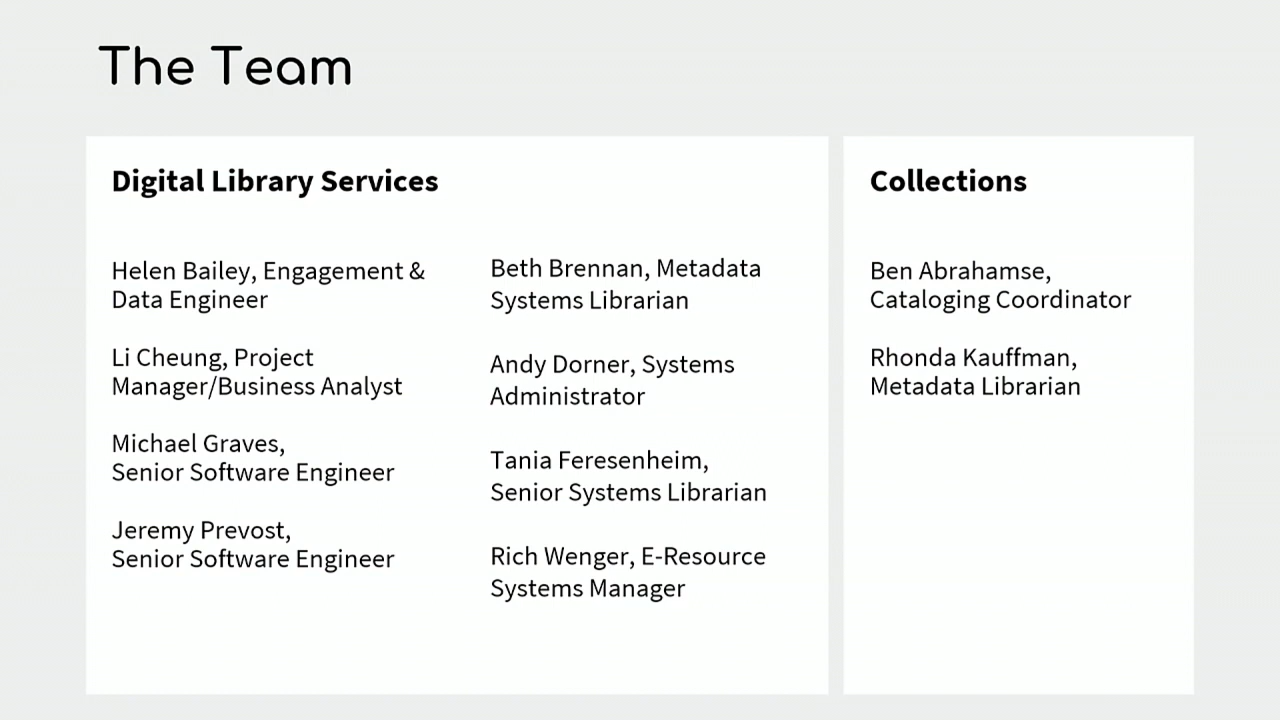 The Team
Digital Library Services
Helen Bailey, Engagement &
Data Engineer
Li Cheung, Project
Manager/Business Analyst
Michael Graves,
Senior Software Engineer
Jeremy Prevost,
Senior Software Engineer
Beth Brennan, Metadata
Systems Librarian
Andy Dorner, Systems
Administrator
Tania Feresenheim,
Senior Systems Librarian
Rich Wenger, E-Resource
Systems Manager
Collections
Ben Abrahamse,
Cataloging Coordinator
Rhonda Kauffman,
Metadata Librarian